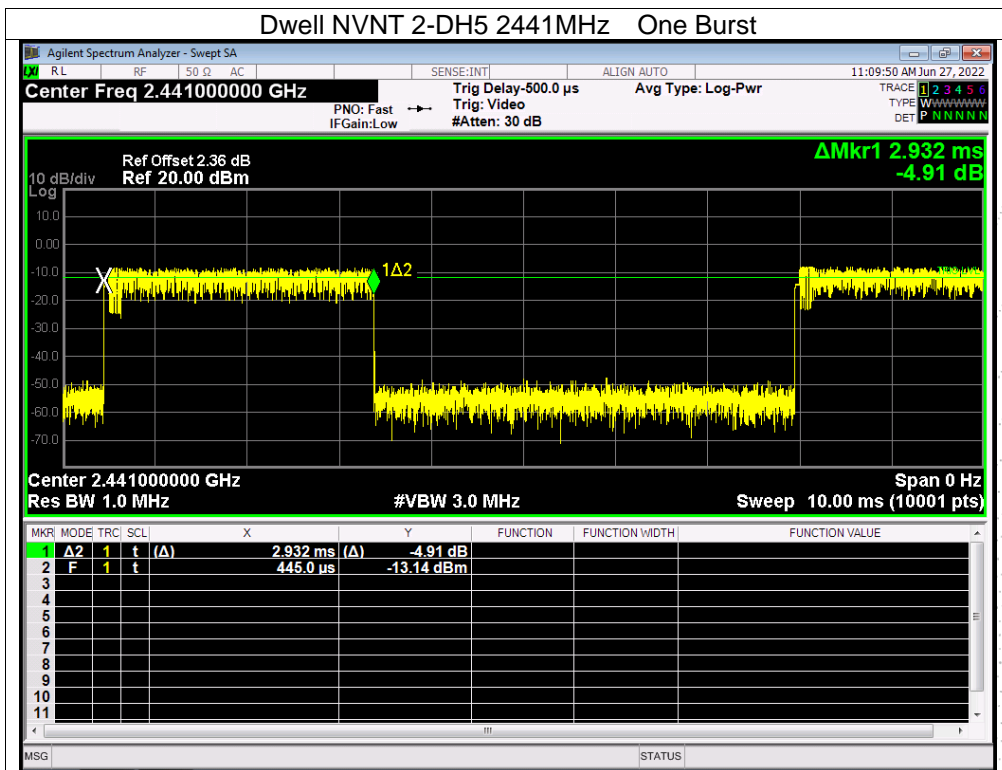 Dwell NVNT 2-DH5 2441MHz One Burst
Agilent Spectrum Analyzer - Swept SA
LXI RL RF 50 Ω AC SENSE:INT ALIGN AUTO 11:09:50 AM Jun 27, 2022
Center Freq 2.441000000 GHz
PNO: Fast
IFGain:Low
Trig Delay-500.0 µs
Trig: Video
#Atten: 30 dB
Avg Type: Log-Pwr
TRACE 1 2 3 4 5 6
TYPE WWWWWWW
DET P N N N N N
ΔMkr1 2.932 ms
-4.91 dB
Ref Offset 2.36 dB
10 dB/div Ref 20.00 dBm
Log
10.0
0.00
-10.0
1Δ2
-20.0
-30.0
-40.0
-50.0
-60.0
-70.0
Center 2.441000000 GHz Span 0 Hz
Res BW 1.0 MHz #VBW 3.0 MHz Sweep 10.00 ms (10001 pts)
MKR MODE TRC SCL X Y FUNCTION FUNCTION WIDTH FUNCTION VALUE
1 Δ2 1 t (Δ) 2.932 ms (Δ) -4.91 dB
2 F 1 t 445.0 µs -13.14 dBm
3
4
5
6
7
8
9
10
11
MSG STATUS